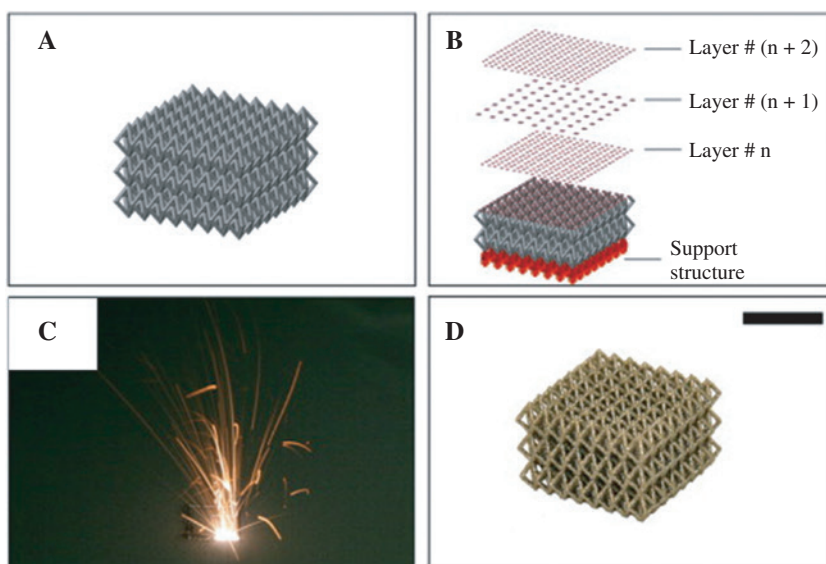 A
B
Layer # (n + 2)
Layer # (n + 1)
Layer # n
Support
structure
C
D